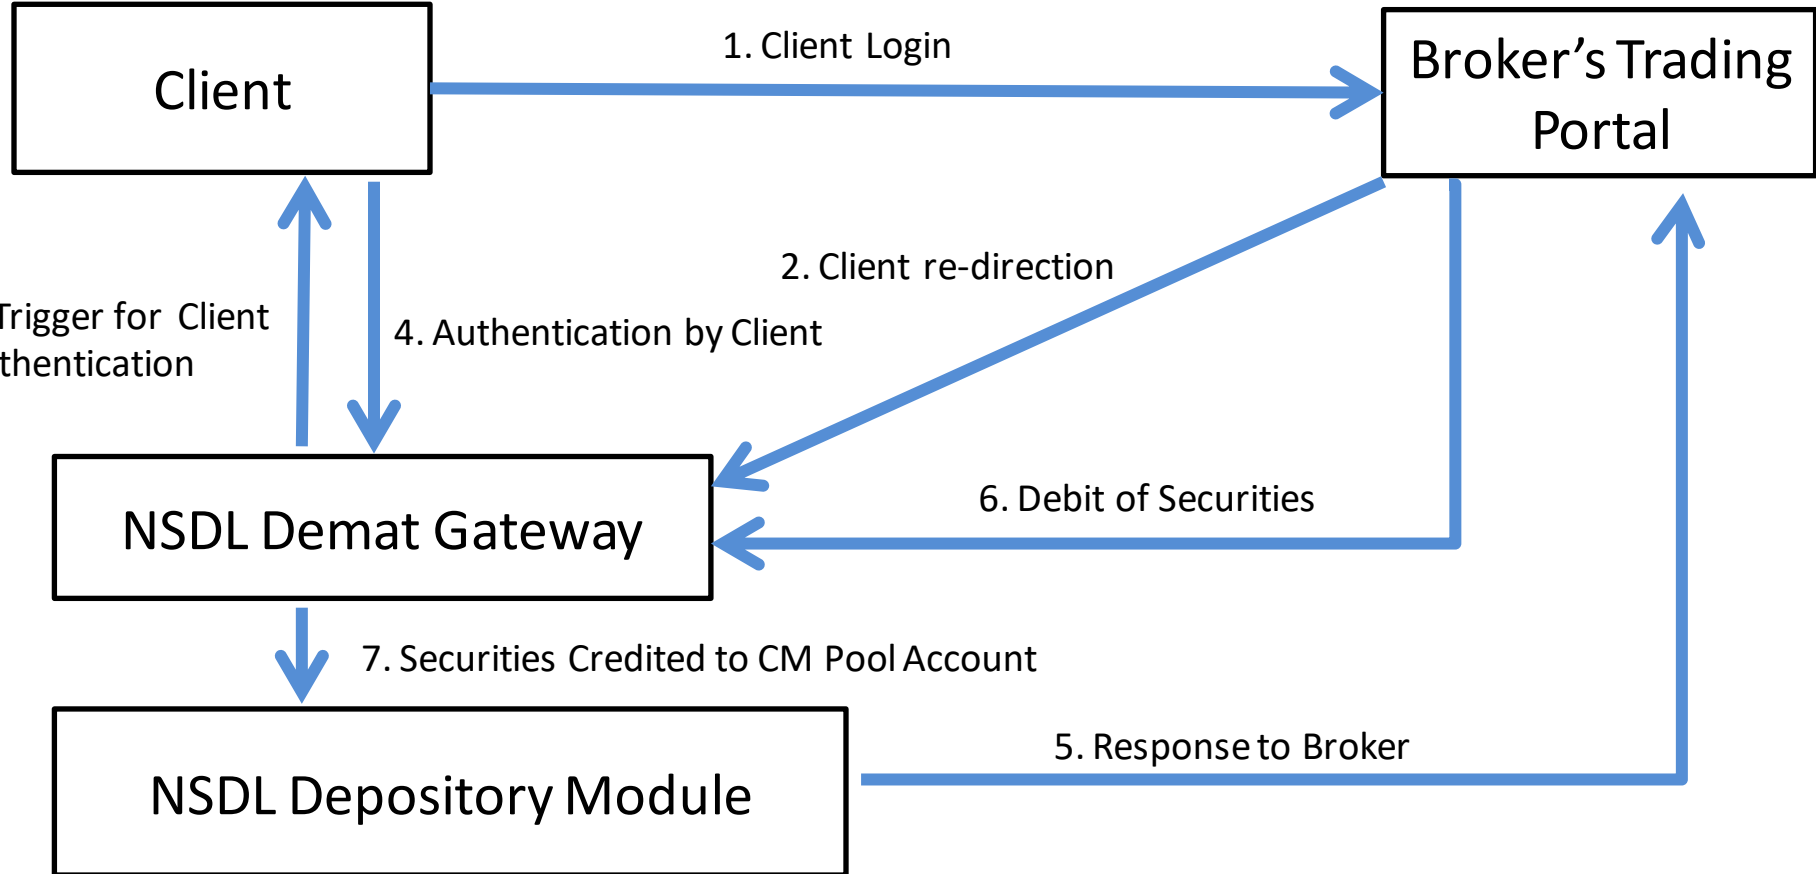 1. Client Login
Client
Broker's Trading
Portal
2. Client re-direction
Trigger for Client
thentication
4. Authentication by Client
6. Debit of Securities
NSDL Demat Gateway
7. Securities Credited to CM Pool Account
5. Response to Broker
NSDL Depository Module